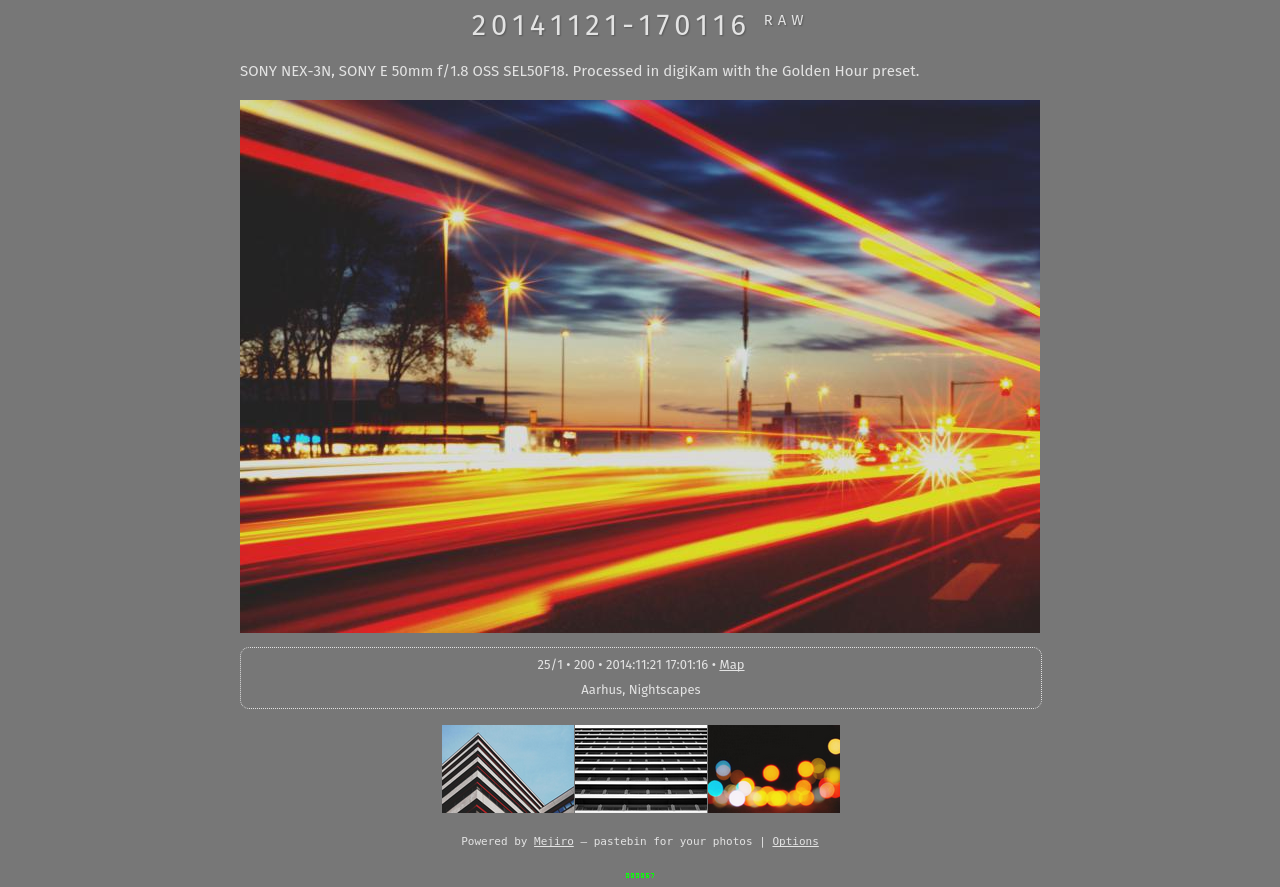 20141121-170116 RAW
SONY NEX-3N, SONY E 50mm f/1.8 OSS SEL50F18. Processed in digiKam with the Golden Hour preset.
25/1 • 200 • 2014:11:21 17:01:16 • Map
Aarhus, Nightscapes
Powered by Mejiro — pastebin for your photos | Options